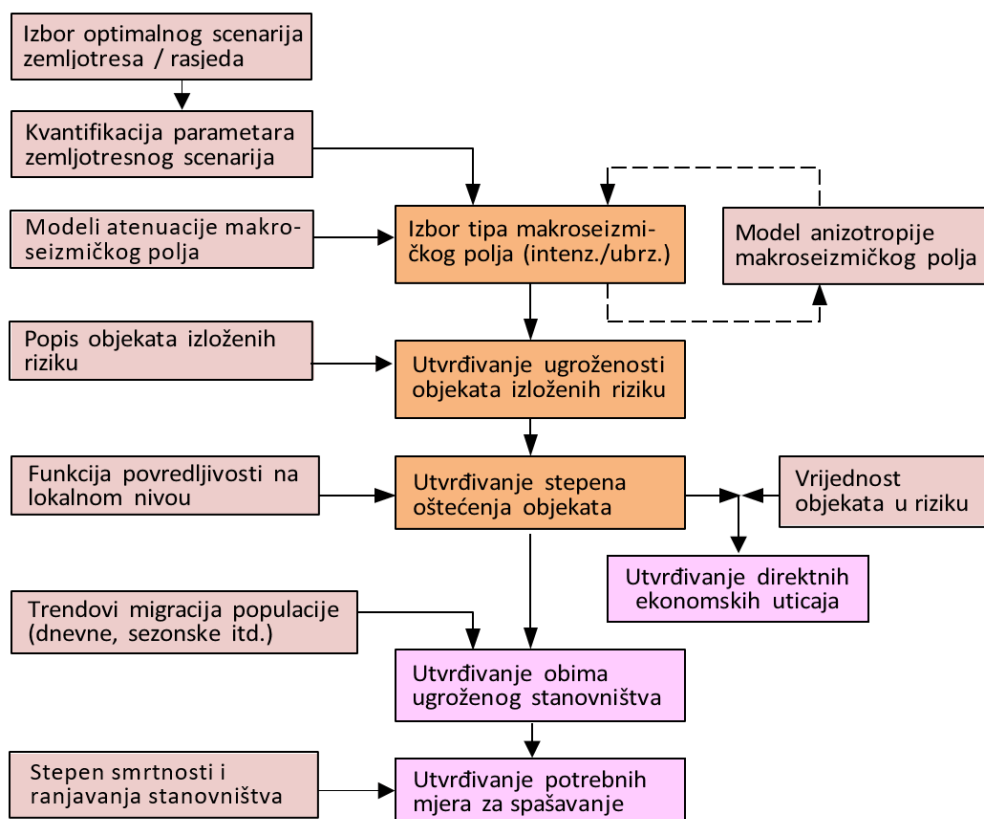 Izbor optimalnog scenarija
zemljotresa / rasjeda
Kvantifikacija parametara
zemljotresnog scenarija
Modeli atenuacije makro-
seizmičkog polja
Izbor tipa makroseizmi-
čkog polja (intenz./ubrz.)
Model anizotropije
makroseizmičkog polja
Popis objekata izloženih
riziku
Utvrđivanje ugroženosti
objekata izloženih riziku
Funkcija povredljivosti na
lokalnom nivou
Utvrđivanje stepena
oštećenja objekata
Vrijednost
objekata u riziku
Utvrđivanje direktnih
ekonomskih uticaja
Trendovi migracija populacije
(dnevne, sezonske itd.)
Utvrđivanje obima
ugroženog stanovništva
Stepen smrtnosti i
ranjavanja stanovništva
Utvrđivanje potrebnih
mjera za spašavanje